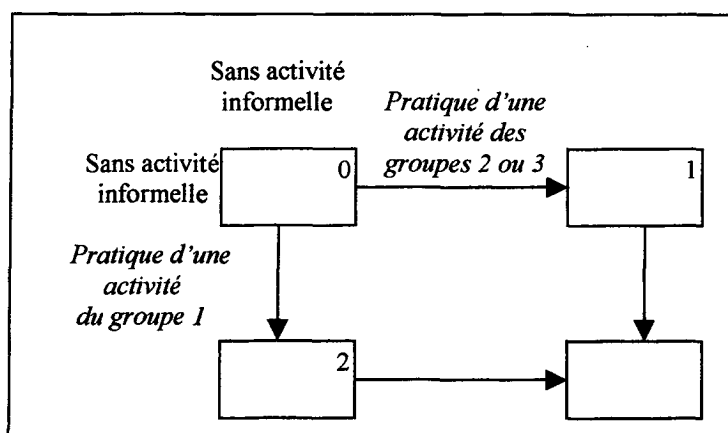 Sans activité
informelle
Pratique d'une
activité des
groupes 2 ou 3
Sans activité
informelle
0
1
Pratique d'une
activité
du groupe 1
2